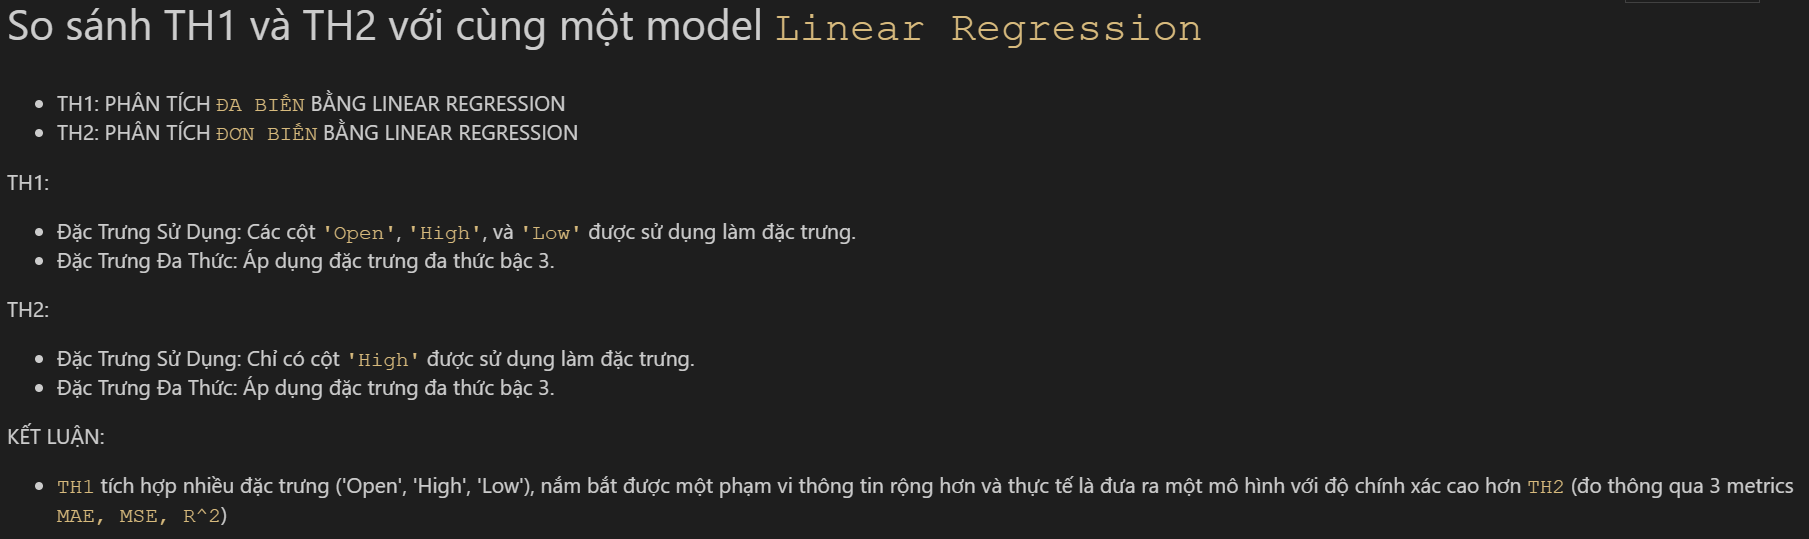 So sánh TH1 và TH2 với cùng một model Linear Regression
• TH1: PHÂN TÍCH ĐA BIẾN BẰNG LINEAR REGRESSION
• TH2: PHÂN TÍCH ĐƠN BIẾN BẰNG LINEAR REGRESSION
TH1:
• Đặc Trưng Sử Dụng: Các cột 'Open', 'High', và 'Low' được sử dụng làm đặc trưng.
• Đặc Trưng Đa Thức: Áp dụng đặc trưng đa thức bậc 3.
TH2:
• Đặc Trưng Sử Dụng: Chỉ có cột 'High' được sử dụng làm đặc trưng.
• Đặc Trưng Đa Thức: Áp dụng đặc trưng đa thức bậc 3.
KẾT LUẬN:
• TH1 tích hợp nhiều đặc trưng ('Open', 'High', 'Low'), nắm bắt được một phạm vi thông tin rộng hơn và thực tế là đưa ra một mô hình với độ chính xác cao hơn TH2 (đo thông qua 3 metrics
MAE, MSE, R^2)